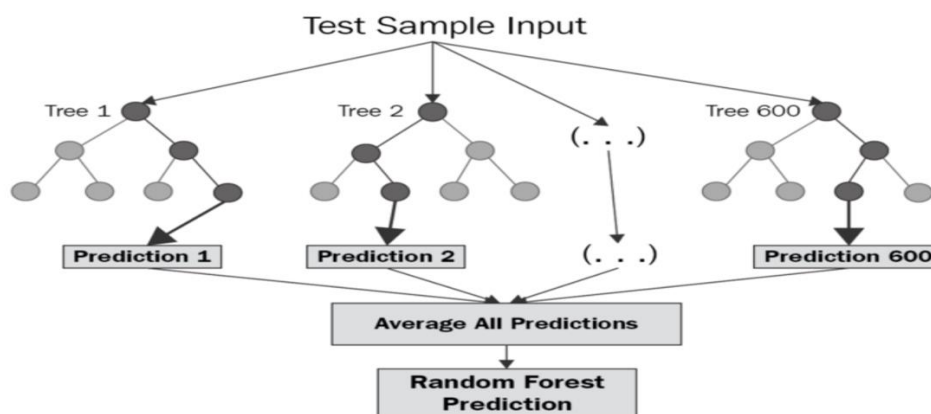 Test Sample Input
Tree 1
Tree 2
Tree 600
(. . .)
Prediction 1
Prediction 2
(. . .)
Prediction 600
Average All Predictions
Random Forest
Prediction